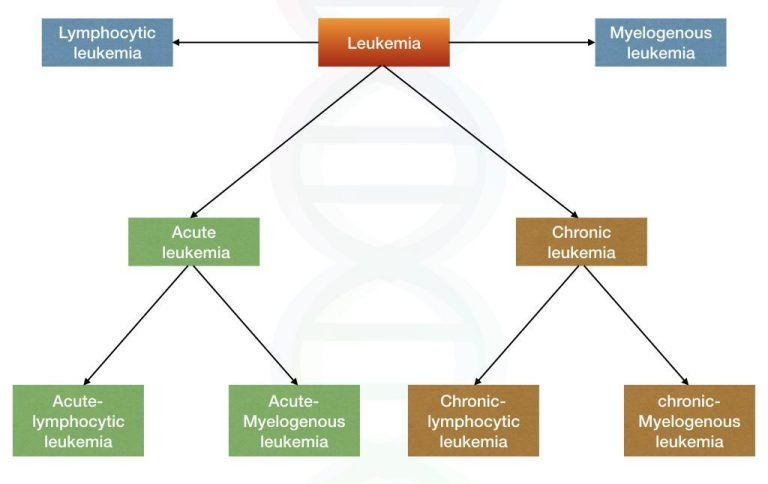 Lymphocytic
leukemia
Leukemia
Myelogenous
leukemia
Acute
leukemia
Chronic
leukemia
Acute-
lymphocytic
leukemia
Acute-
Myelogenous
leukemia
Chronic-
lymphocytic
leukemia
chronic-
Myelogenous
leukemia